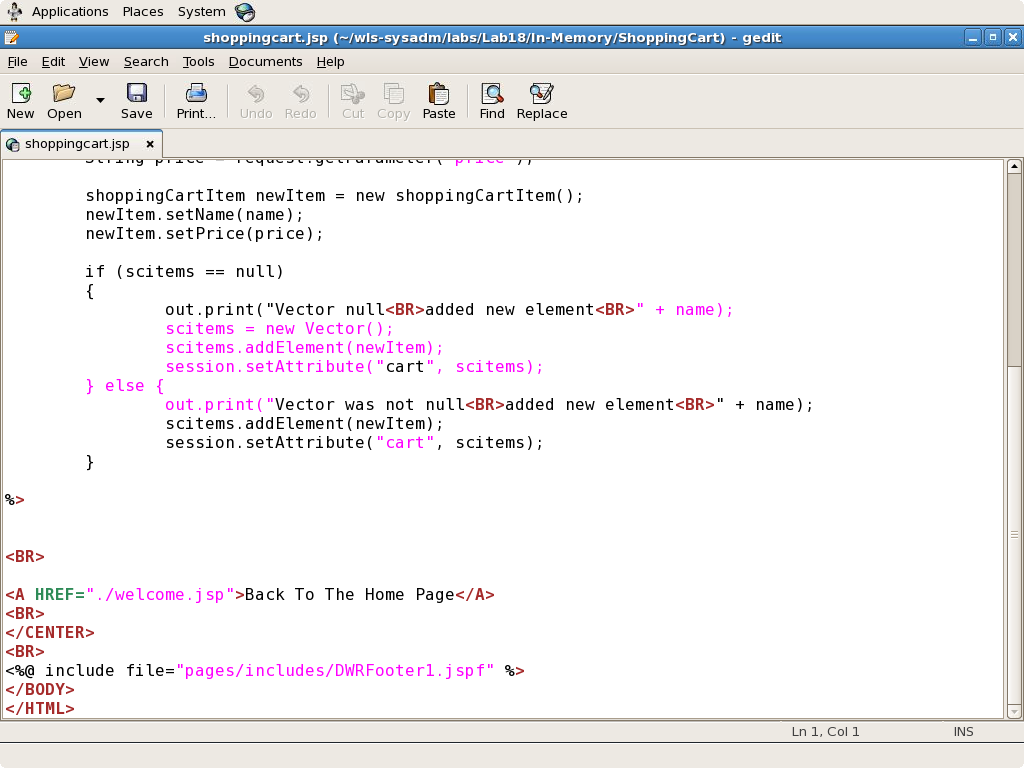 Applications Places System
shoppingcart.jsp (~/wls-sysadm/labs/Lab18/In-Memory/ShoppingCart) - gedit
File Edit View Search Tools Documents Help
New Open Save Print... Undo Redo Cut Copy Paste Find Replace
shoppingcart.jsp
String price = request.getParameter("price");
shoppingCartItem newItem = new shoppingCartItem();
newItem.setName(name);
newItem.setPrice(price);
if (scitems == null)
{
out.print("Vector null<BR>added new element<BR>" + name);
scitems = new Vector();
scitems.addElement(newItem);
session.setAttribute("cart", scitems);
} else {
out.print("Vector was not null<BR>added new element<BR>" + name);
scitems.addElement(newItem);
session.setAttribute("cart", scitems);
}
%>
<BR>
<A HREF="./welcome.jsp">Back To The Home Page</A>
<BR>
</CENTER>
<BR>
<%@ include file="pages/includes/DWRFooter1.jspf" %>
</BODY>
</HTML>
Ln 1, Col 1 INS